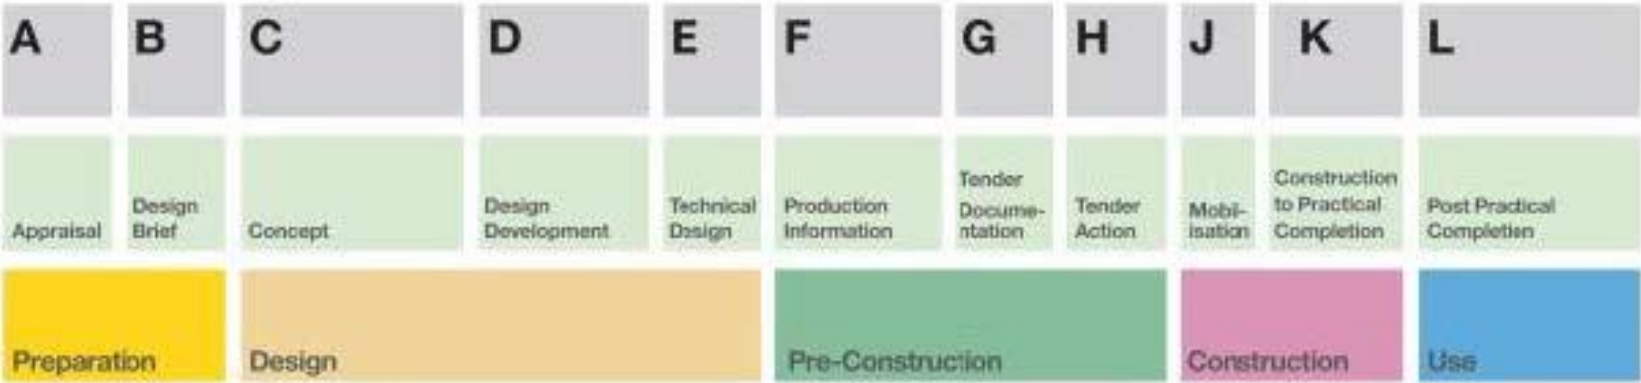 A B C D E F G H J K L
Appraisal
Design
Brief
Concept
Design
Development
Technical
Design
Production
Information
Tender
Docume-
ntation
Tender
Action
Mobil-
isation
Construction
to Practical
Completion
Post Practical
Completion
Preparation
Design
Pre-Construction
Construction
Use